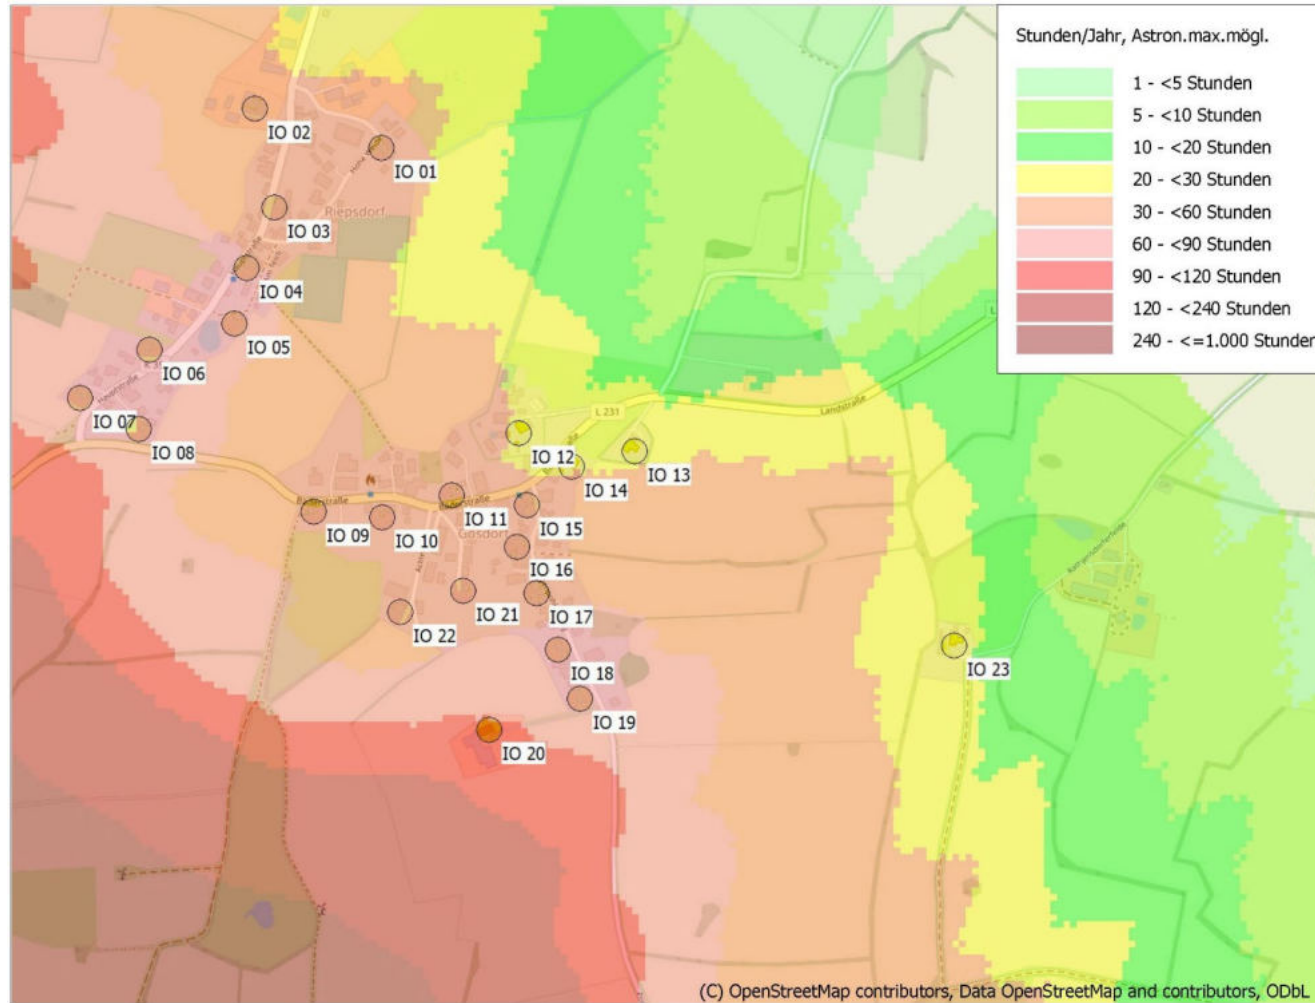 Stunden/Jahr, Astron.max.mögl.
1 - <5 Stunden
5 - <10 Stunden
10 - <20 Stunden
20 - <30 Stunden
30 - <60 Stunden
60 - <90 Stunden
90 - <120 Stunden
120 - <240 Stunden
240 - <=1.000 Stunden
IO 02
IO 01
Riepsdorf
IO 03
IO 04
IO 05
IO 06
Hauptstraße
IO 07
IO 08
L 231
Landstraße
IO 12
IO 13
IO 14
IO 11
IO 09
IO 10
IO 15
Gosdorf
IO 16
IO 21
IO 17
IO 22
IO 18
IO 23
IO 19
IO 20
(C) OpenStreetMap contributors, Data OpenStreetMap and contributors, ODbL